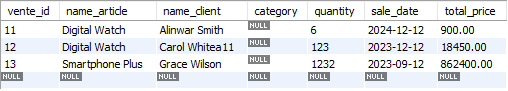 vente_id name_article name_client category quantity sale_date total_price
11 Digital Watch Alinwar Smith NULL 6 2024-12-12 900.00
12 Digital Watch Carol Whitea11 NULL 123 2023-12-12 18450.00
13 Smartphone Plus Grace Wilson NULL 1232 2023-09-12 862400.00
NULL NULL NULL NULL NULL NULL NULL